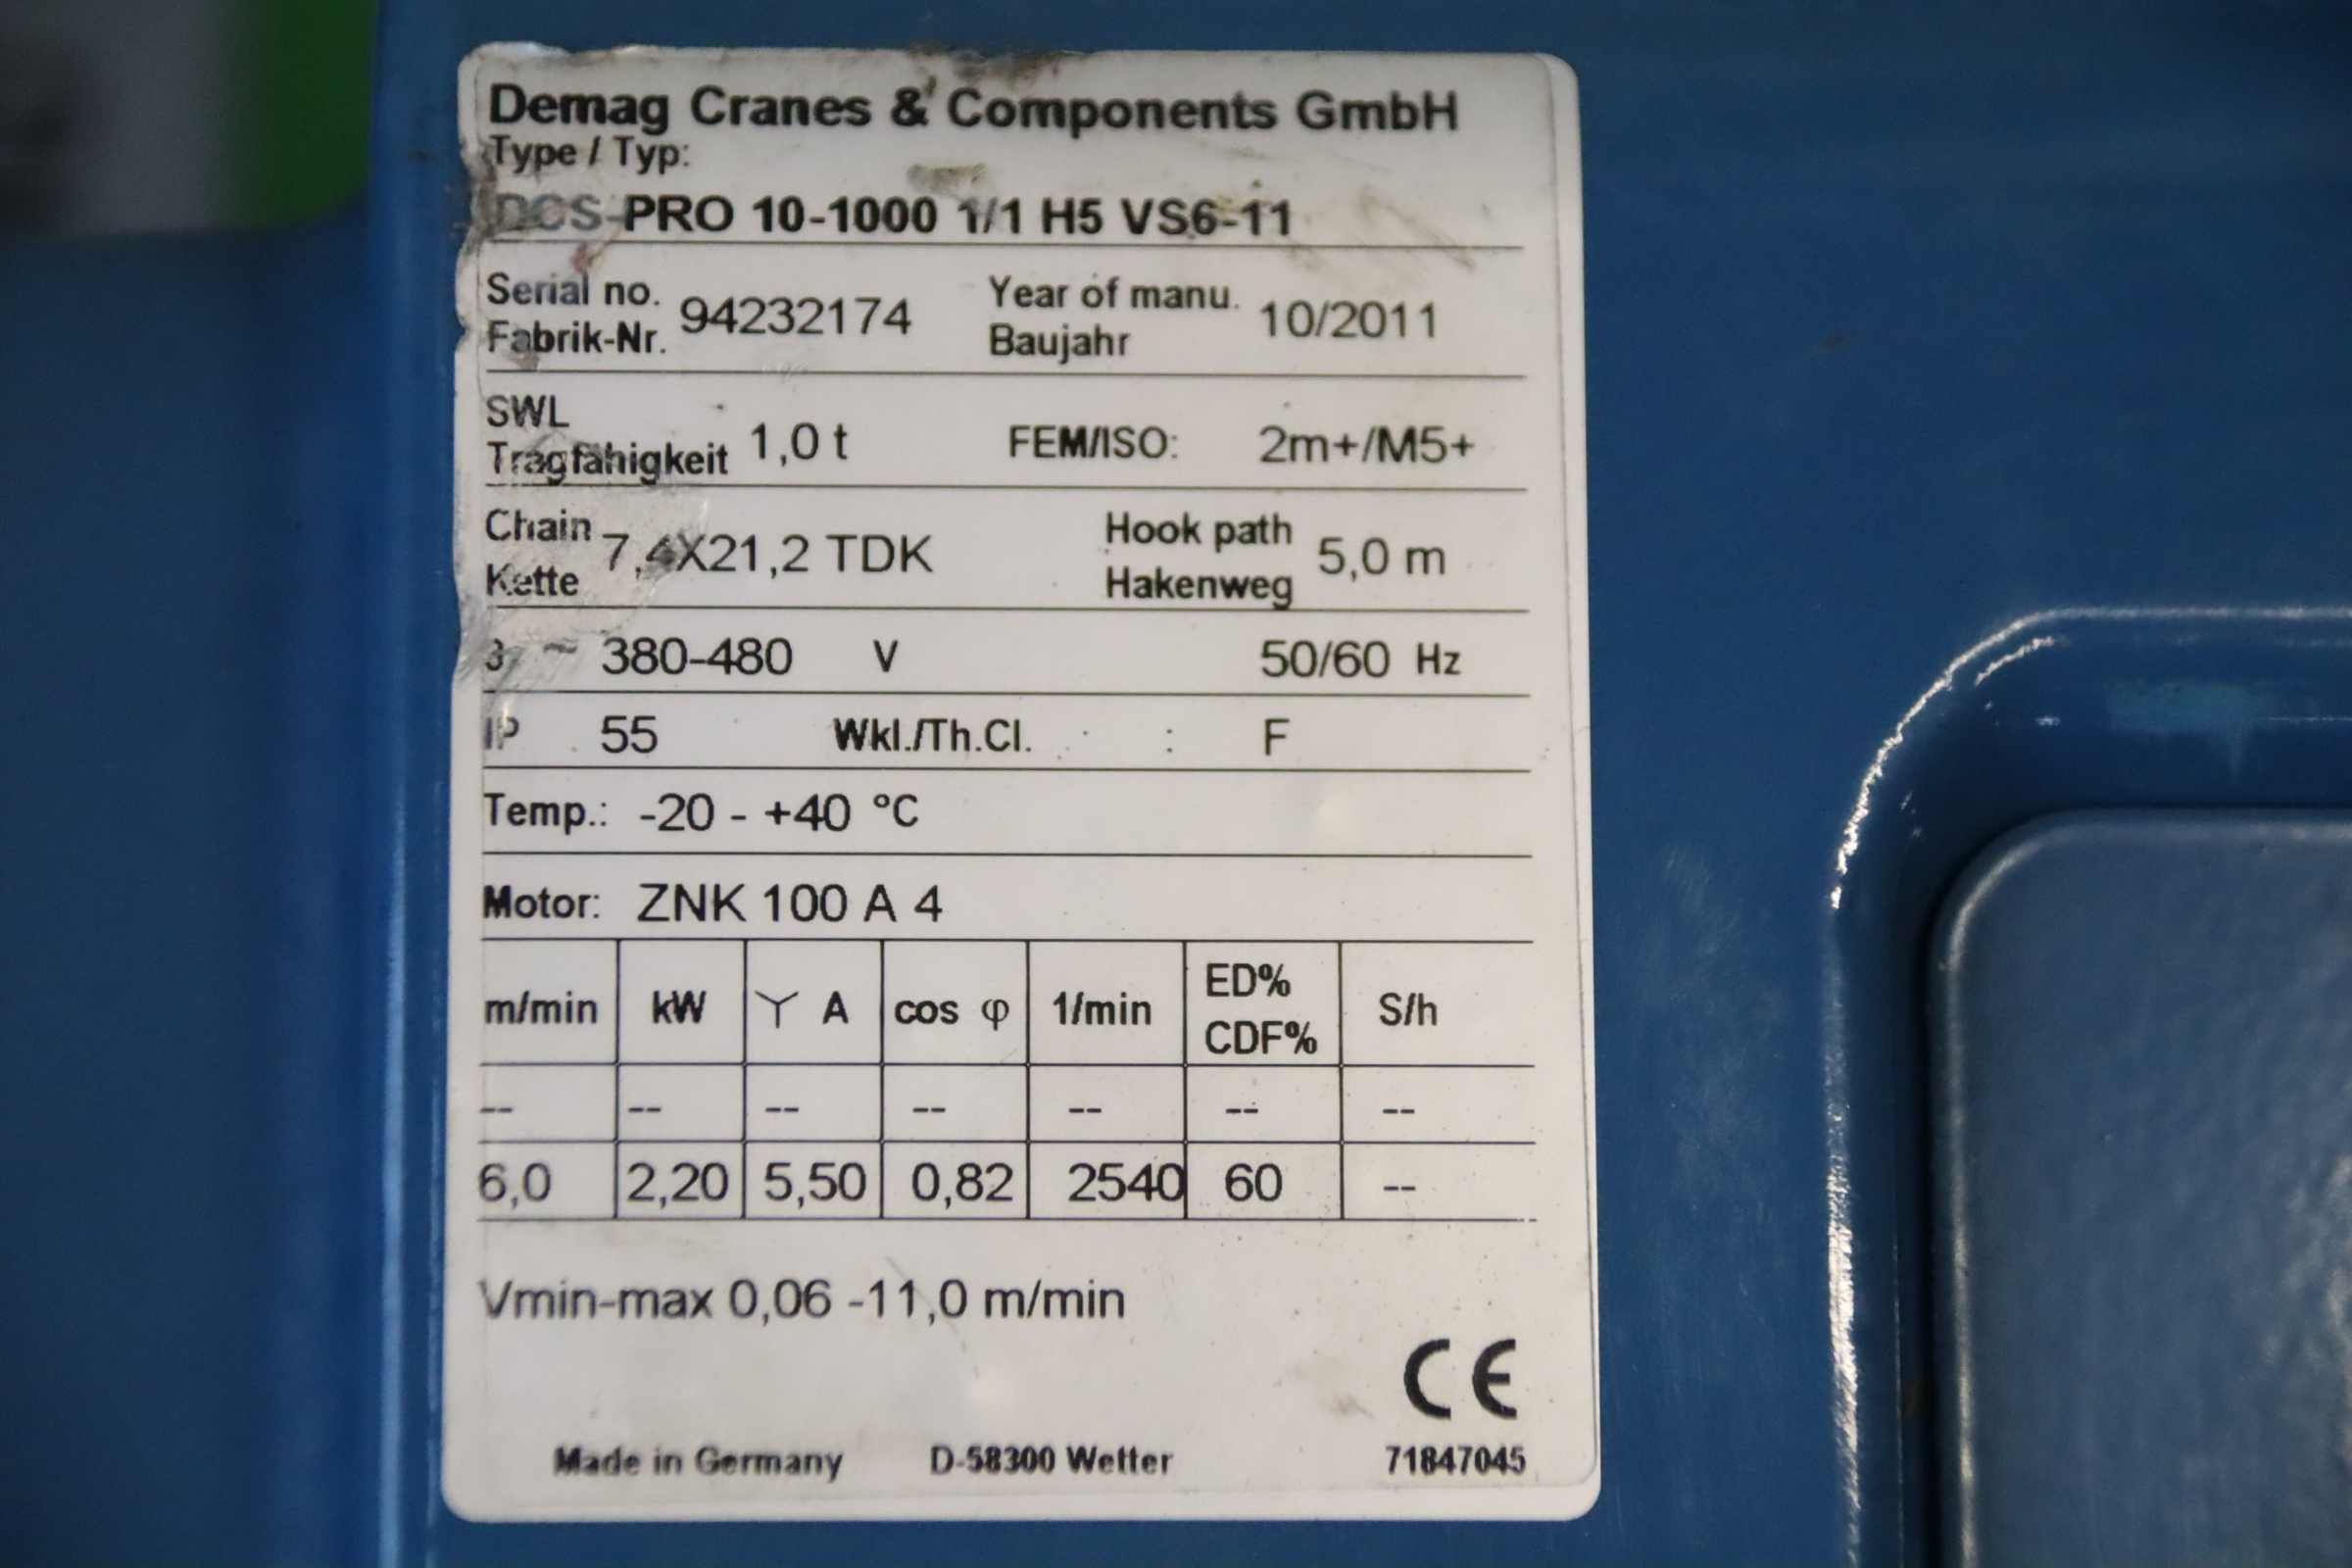 Demag Cranes & Components GmbH
Type / Typ:
DCS-PRO 10-1000 1/1 H5 VS6-11
Serial no. 94232174 Year of manu. 10/2011
Fabrik-Nr. Baujahr
SWL 1,0 t FEM/ISO: 2m+/M5+
Tragfähigkeit
Chain 7,4X21,2 TDK Hook path 5,0 m
Kette Hakenweg
3 ~ 380-480 V 50/60 Hz
IP 55 Wkl./Th.Cl. : F
Temp.: -20 - +40 °C
Motor: ZNK 100 A 4
m/min kW Y A cos φ 1/min ED% CDF% S/h
-- -- -- -- -- -- --
6,0 2,20 5,50 0,82 2540 60 --
Vmin-max 0,06 -11,0 m/min
CE
Made in Germany D-58300 Wetter 71847045